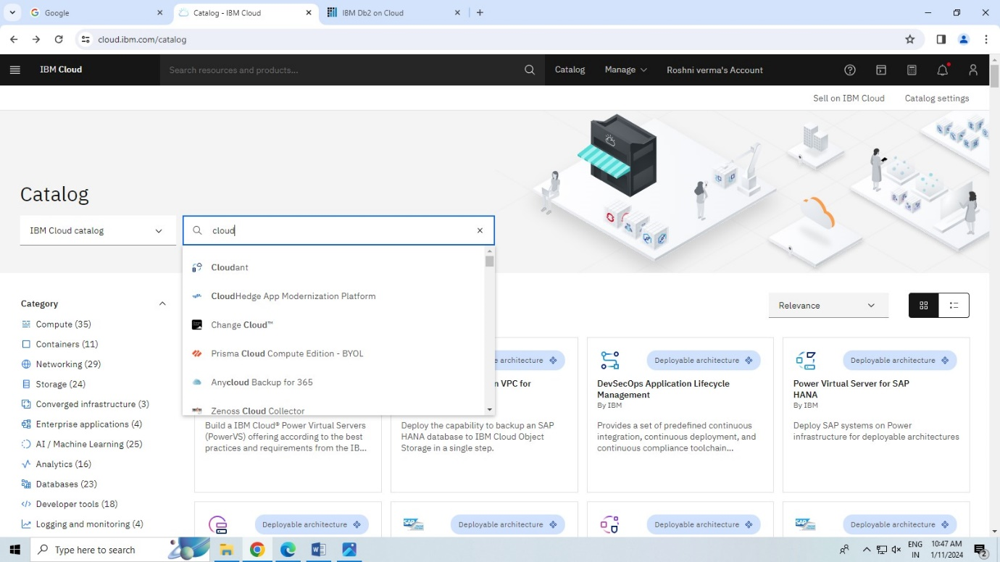 Google
Catalog - IBM Cloud
IBM Db2 on Cloud
cloud.ibm.com/catalog
IBM Cloud
Search resources and products...
Catalog
Manage
Roshni verma's Account
Sell on IBM Cloud
Catalog settings
Catalog
IBM Cloud catalog
cloud
Cloudant
CloudHedge App Modernization Platform
Change Cloud™
Prisma Cloud Compute Edition - BYOL
Anycloud Backup for 365
Zenoss Cloud Collector
Category
Compute (35)
Containers (11)
Networking (29)
Storage (24)
Converged infrastructure (3)
Enterprise applications (4)
AI / Machine Learning (25)
Analytics (16)
Databases (23)
Developer tools (18)
Logging and monitoring (4)
Relevance
Build a IBM Cloud® Power Virtual Servers
(PowerVS) offering according to the best
practices and requirements from the IB...
e architecture
n VPC for
Deploy the capability to backup an SAP
HANA database to IBM Cloud Object
Storage in a single step.
Deployable architecture
DevSecOps Application Lifecycle
Management
By IBM
Provides a set of predefined continuous
integration, continuous deployment, and
continuous compliance toolchain...
Deployable architecture
Power Virtual Server for SAP
HANA
By IBM
Deploy SAP systems on Power
infrastructure for deployable architectures
Deployable architecture
SAP
Deployable architecture
Deployable architecture
SAP
Deployable architecture
Type here to search
ENG
IN
10:47 AM
1/11/2024
2